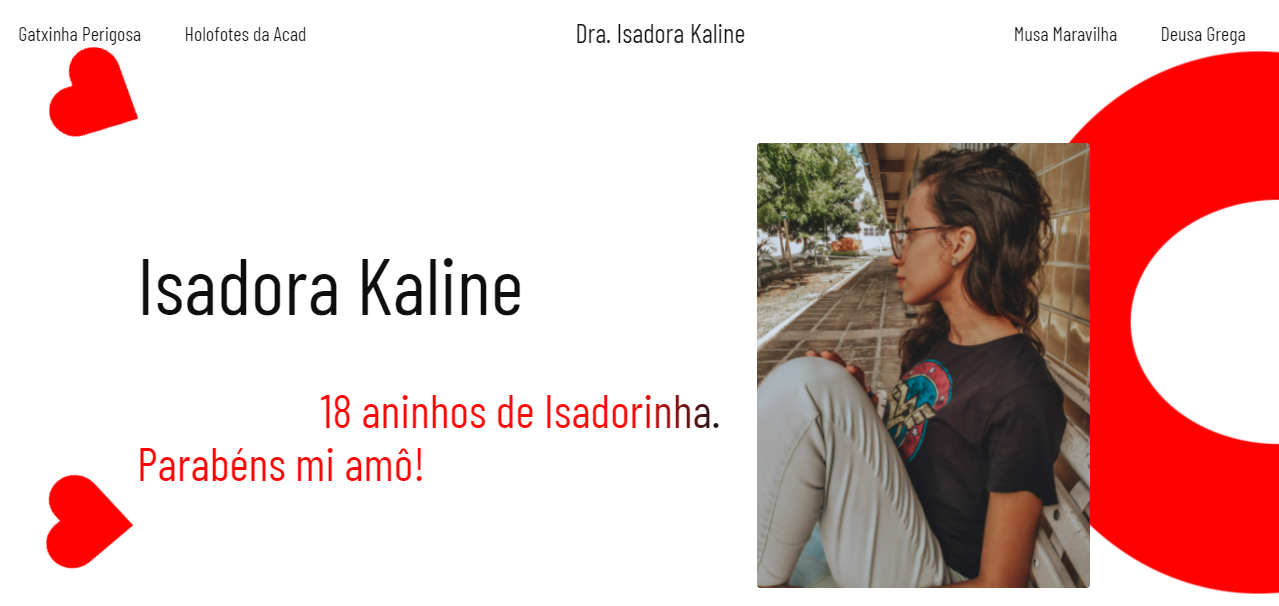 Gatxinha Perigosa Holofotes da Acad Dra. Isadora Kaline Musa Maravilha Deusa Grega
Isadora Kaline
18 aninhos de Isadorinha.
Parabéns mi amô!